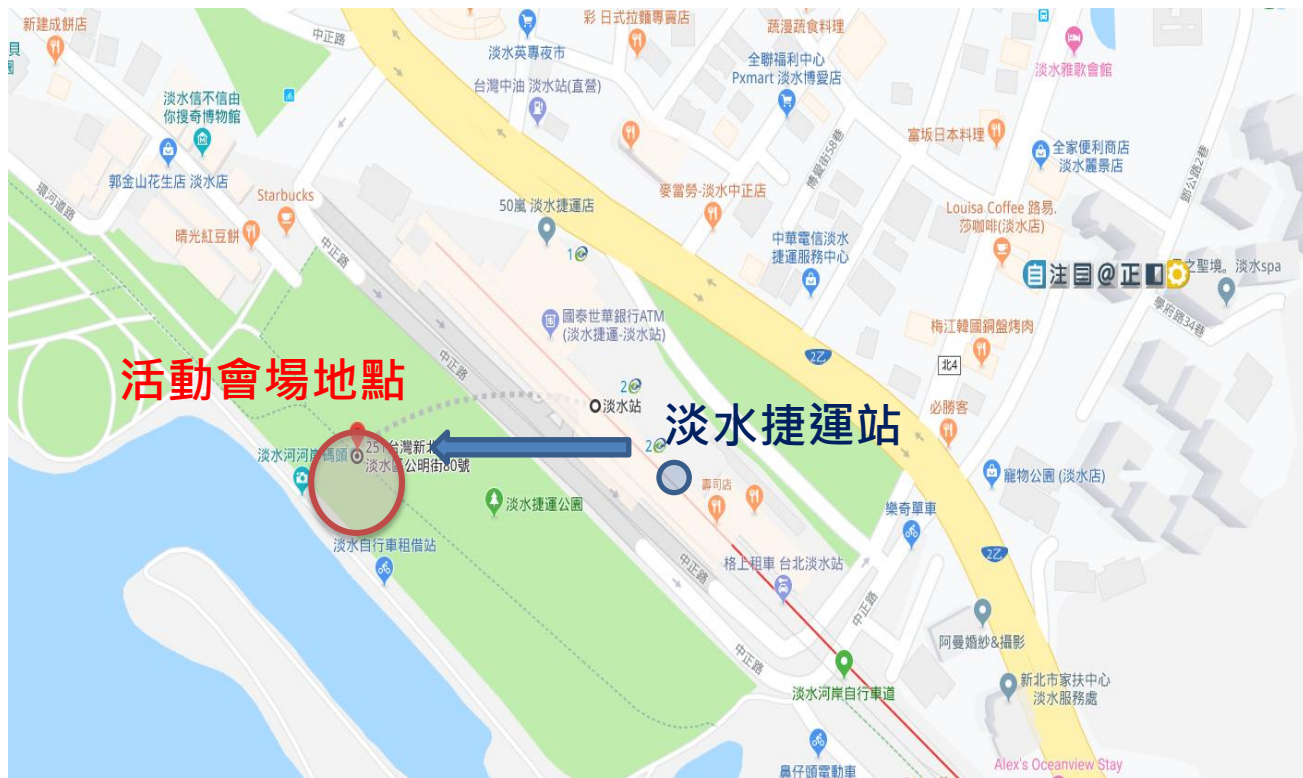 新建成餅店
中正路
彩 日式拉麵專賣店
蔬漫蔬食料理
貝
淡水英專夜市
全聯福利中心
Pxmart 淡水博愛店
淡水雅歌會館
台灣中油 淡水站(直營)
淡水信不信由
你搜奇博物館
博愛街58巷
富坂日本料理
全家便利商店
淡水麗景店
郭金山花生店 淡水店
環河道路
Starbucks
麥當勞-淡水中正店
50嵐 淡水捷運店
Louisa Coffee 路易.
莎咖啡(淡水店)
晴光紅豆餅
中正路
1
中華電信淡水
捷運服務中心
自注目@正
之聖境。淡水spa
學府路34巷
國泰世華銀行ATM
(淡水捷運-淡水站)
梅江韓國銅盤烤肉
中正路
2乙
北4
活動會場地點
2
淡水站
必勝客
淡水捷運站
2
淡水河河岸碼頭
251台灣新北
淡水區公明街80號
壽司店
寵物公園 (淡水店)
淡水捷運公園
樂奇單車
淡水自行車租借站
2乙
中正路
格上租車 台北淡水站
中正路
阿曼婚紗&攝影
中正路
淡水河岸自行車道
新北市家扶中心
淡水服務處
鼻仔頭電動車
Alex's Oceanview Stay